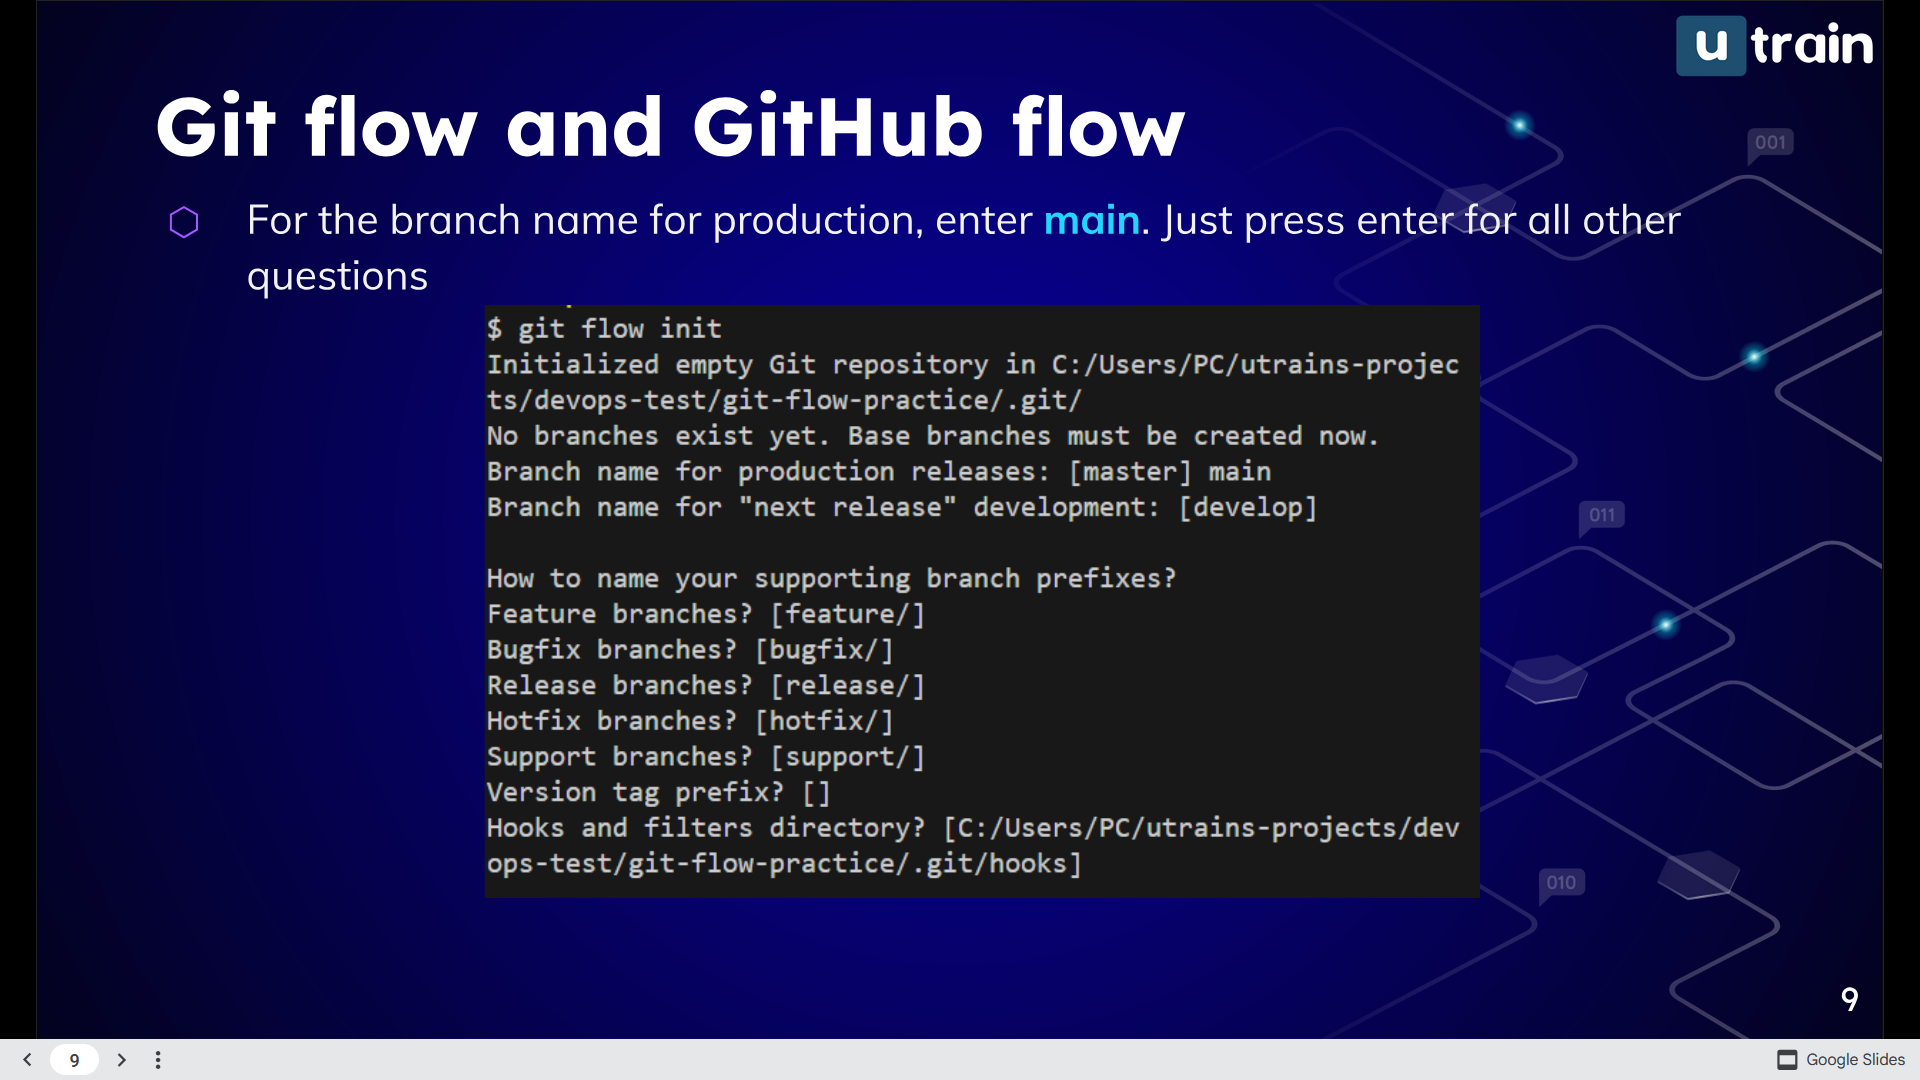 u train
Git flow and GitHub flow
001
For the branch name for production, enter main. Just press enter for all other
questions
$ git flow init
Initialized empty Git repository in C:/Users/PC/utrains-projec
ts/devops-test/git-flow-practice/.git/
No branches exist yet. Base branches must be created now.
Branch name for production releases: [master] main
Branch name for "next release" development: [develop]
011
How to name your supporting branch prefixes?
Feature branches? [feature/]
Bugfix branches? [bugfix/]
Release branches? [release/]
Hotfix branches? [hotfix/]
Support branches? [support/]
Version tag prefix? []
Hooks and filters directory? [C:/Users/PC/utrains-projects/dev
ops-test/git-flow-practice/.git/hooks]
010
9
9
Google Slides